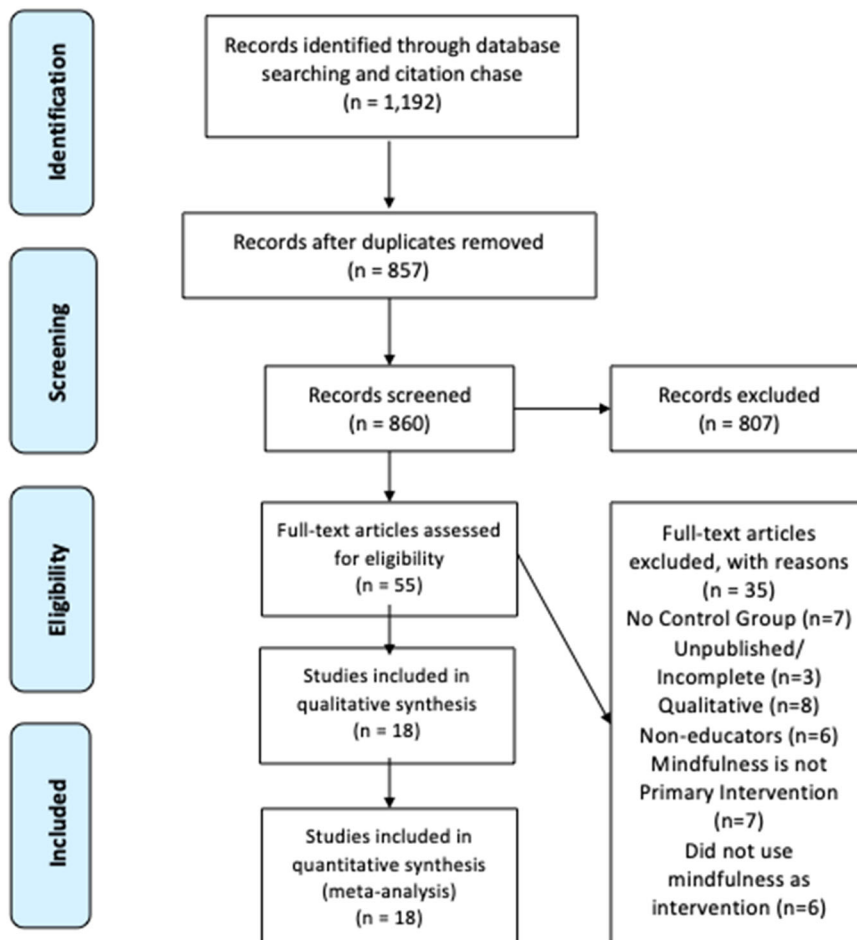 Identification
Records identified through database
searching and citation chase
(n = 1,192)
Records after duplicates removed
(n = 857)
Screening
Records screened
(n = 860)
Records excluded
(n = 807)
Eligibility
Full-text articles assessed
for eligibility
(n = 55)
Full-text articles
excluded, with reasons
(n = 35)
No Control Group (n=7)
Unpublished/
Incomplete (n=3)
Qualitative (n=8)
Non-educators (n=6)
Mindfulness is not
Primary Intervention
(n=7)
Did not use
mindfulness as
intervention (n=6)
Studies included in
qualitative synthesis
(n = 18)
Included
Studies included in
quantitative synthesis
(meta-analysis)
(n = 18)